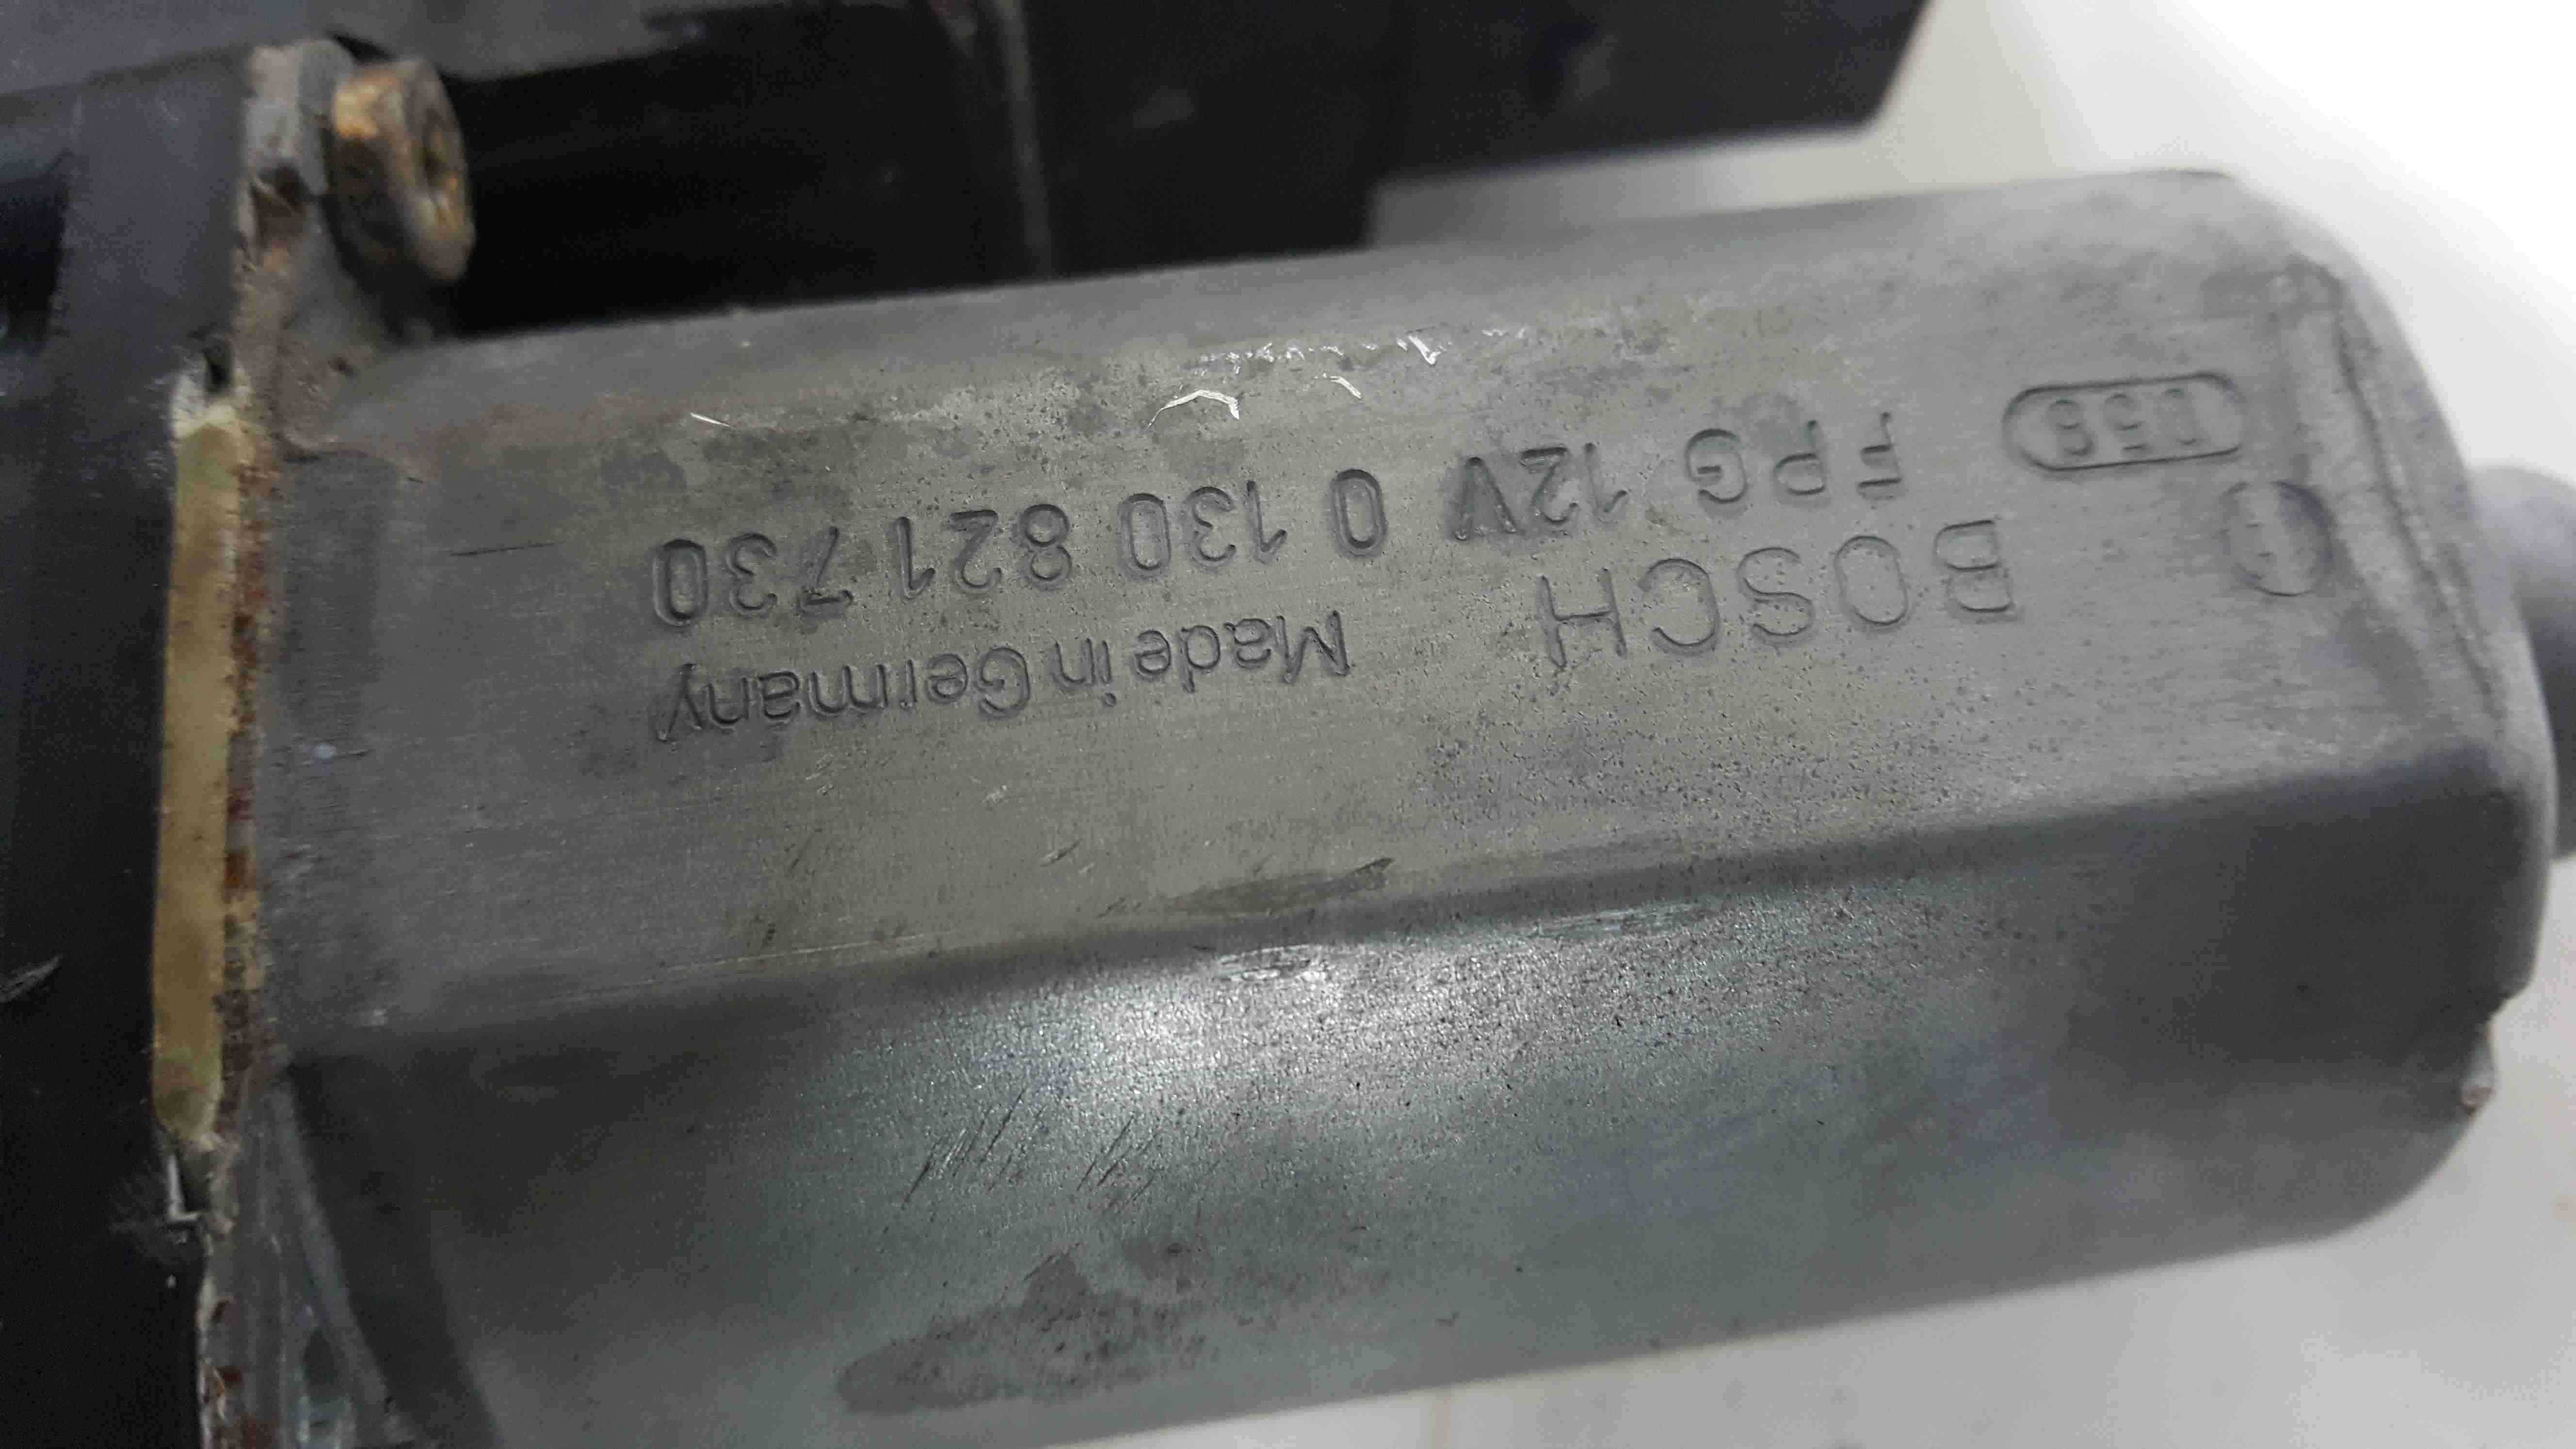 BOSCH Made in Germany
FPG 12V 0 130 821 730